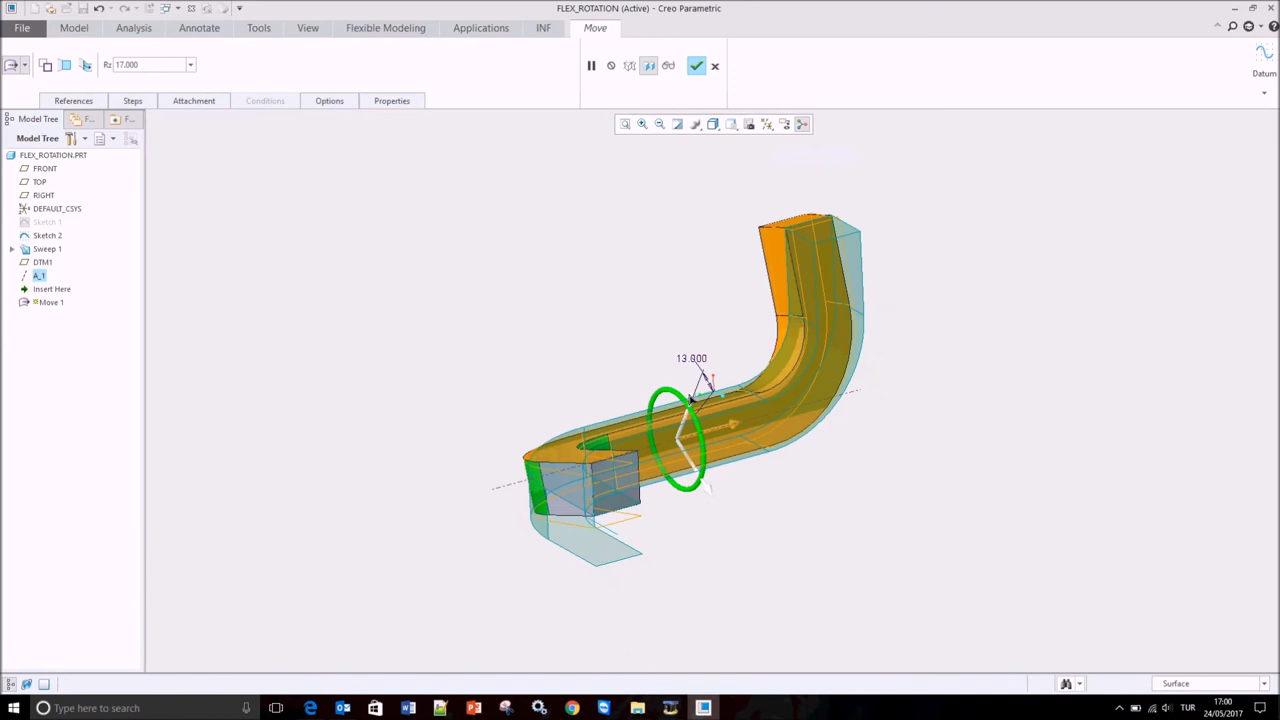 FLEX_ROTATION (Active) - Creo Parametric
File Model Analysis Annotate Tools View Flexible Modeling Applications INF Move
Rz 17.000
Datum
References Steps Attachment Conditions Options Properties
Model Tree F... F...
Model Tree
FLEX_ROTATION.PRT
FRONT
TOP
RIGHT
DEFAULT_CSYS
Sketch 1
Sketch 2
Sweep 1
DTM1
A_1
Insert Here
Move 1
13.000
Surface
Type here to search
TUR
17:00
24/05/2017